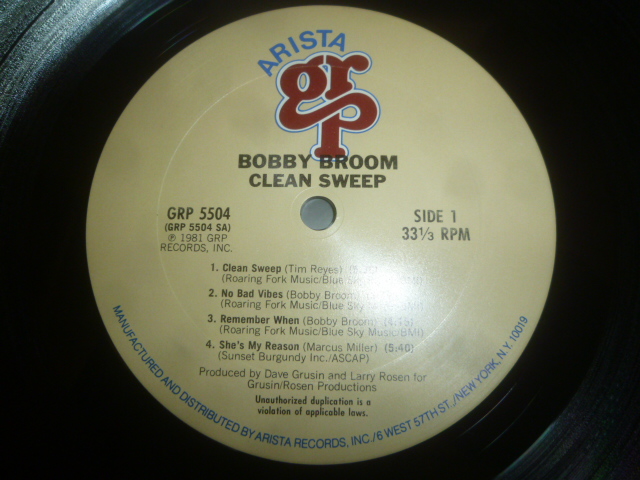 ARISTA
grp
BOBBY BROOM
CLEAN SWEEP
GRP 5504
(GRP 5504 SA)
℗ 1981 GRP
RECORDS, INC.
SIDE 1
33⅓ RPM
1. Clean Sweep (Tim Reyes)
(Roaring Fork Music/Blue Sky
2. No Bad Vibes (Bobby Broom)
(Roaring Fork Music/Blue Sky Music
3. Remember When (Bobby Broom) (4:15)
(Roaring Fork Music/Blue Sky Music/BMI)
4. She's My Reason (Marcus Miller) (5:40)
(Sunset Burgundy Inc./ASCAP)
Produced by Dave Grusin and Larry Rosen for
Grusin/Rosen Productions
Unauthorized duplication is a
violation of applicable laws.
MANUFACTURED AND DISTRIBUTED BY ARISTA RECORDS, INC./6 WEST 57TH ST./NEW YORK, N.Y. 10019